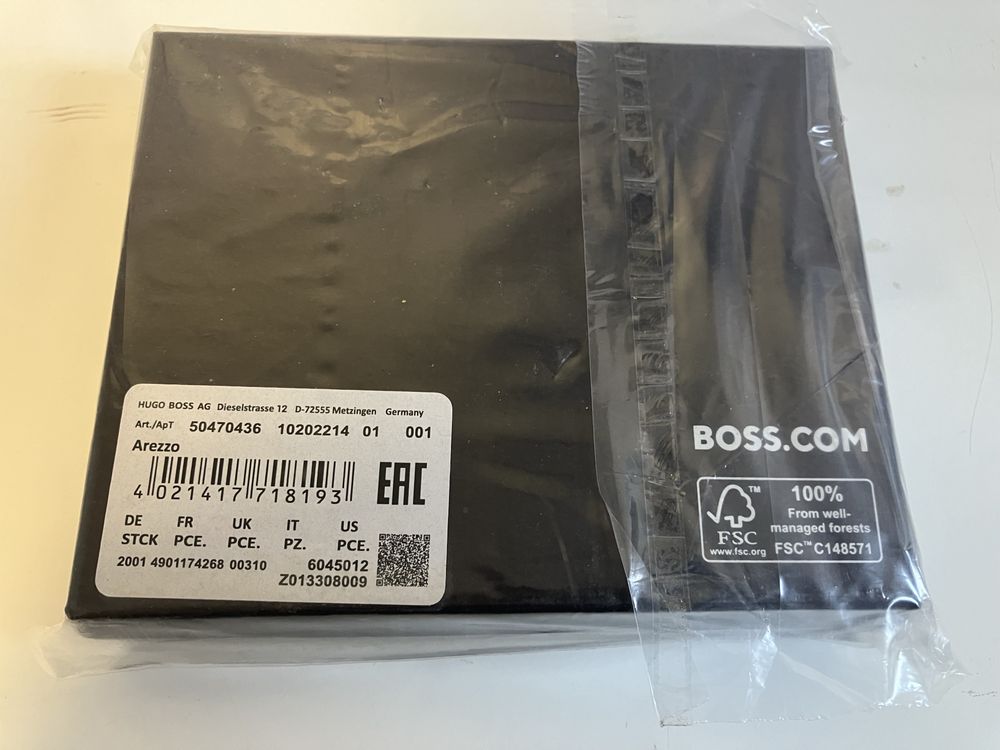 HUGO BOSS AG Dieselstrasse 12 D-72555 Metzingen Germany
Art./ApT 50470436 10202214 01 001
Arezzo
4 021417 718193
EAC
DE FR UK IT US
STCK PCE. PCE. PZ. PCE.
2001 4901174268 00310 6045012
Z013308009
BOSS.COM
FSC™
www.fsc.org
100%
From well-
managed forests
FSC™ C148571